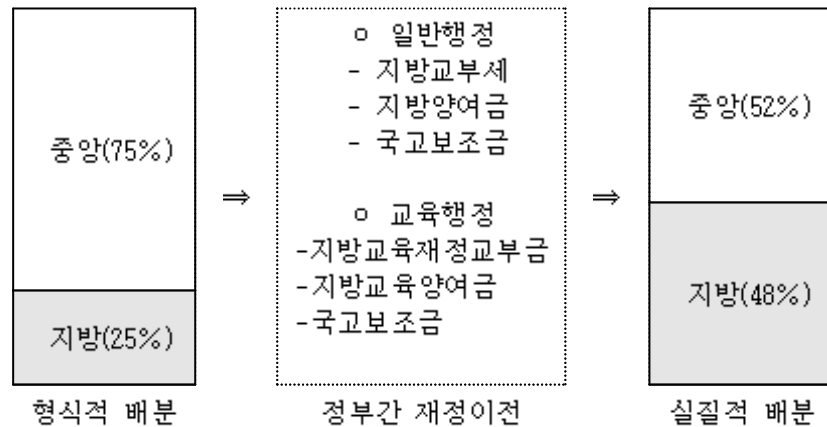 중앙(75%)
지방(25%)
형식적 배분
⇒
ㅇ 일반행정
- 지방교부세
- 지방양여금
- 국고보조금
ㅇ 교육행정
-지방교육재정교부금
-지방교육양여금
-국고보조금
정부간 재정이전
⇒
중앙(52%)
지방(48%)
실질적 배분